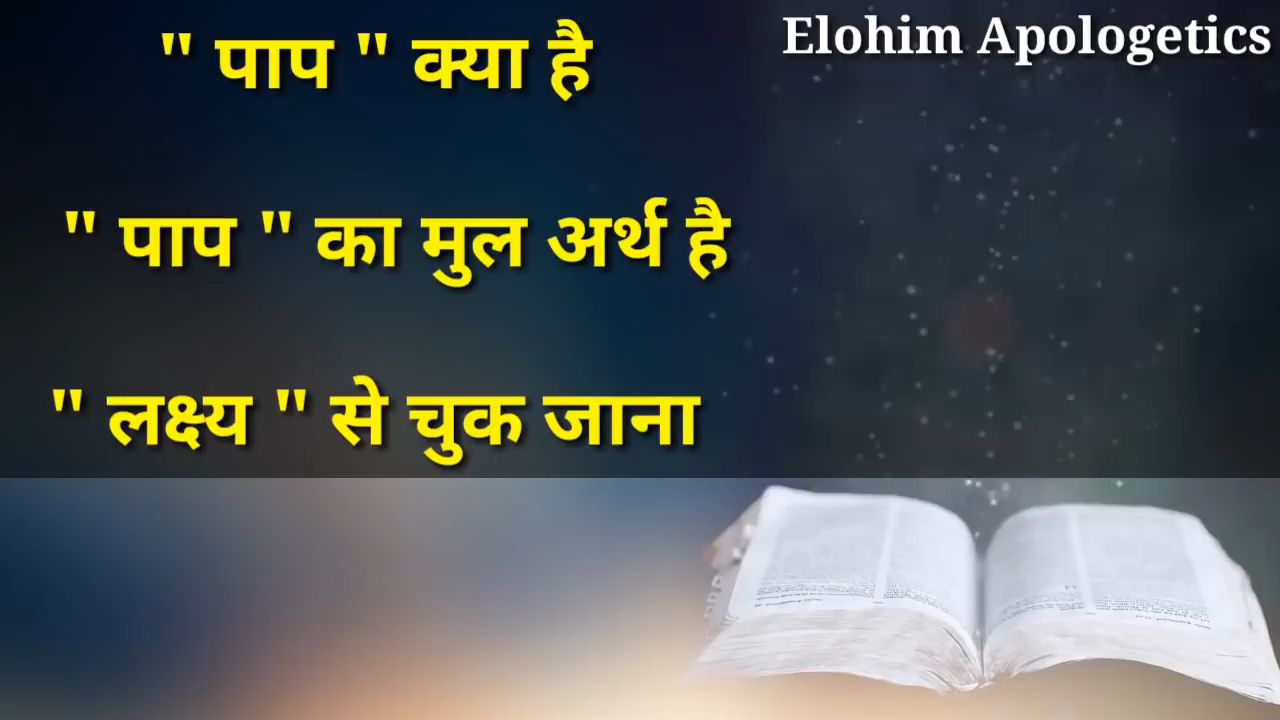 " पाप " क्या है
Elohim Apologetics
" पाप " का मुल अर्थ है
" लक्ष्य " से चुक जाना